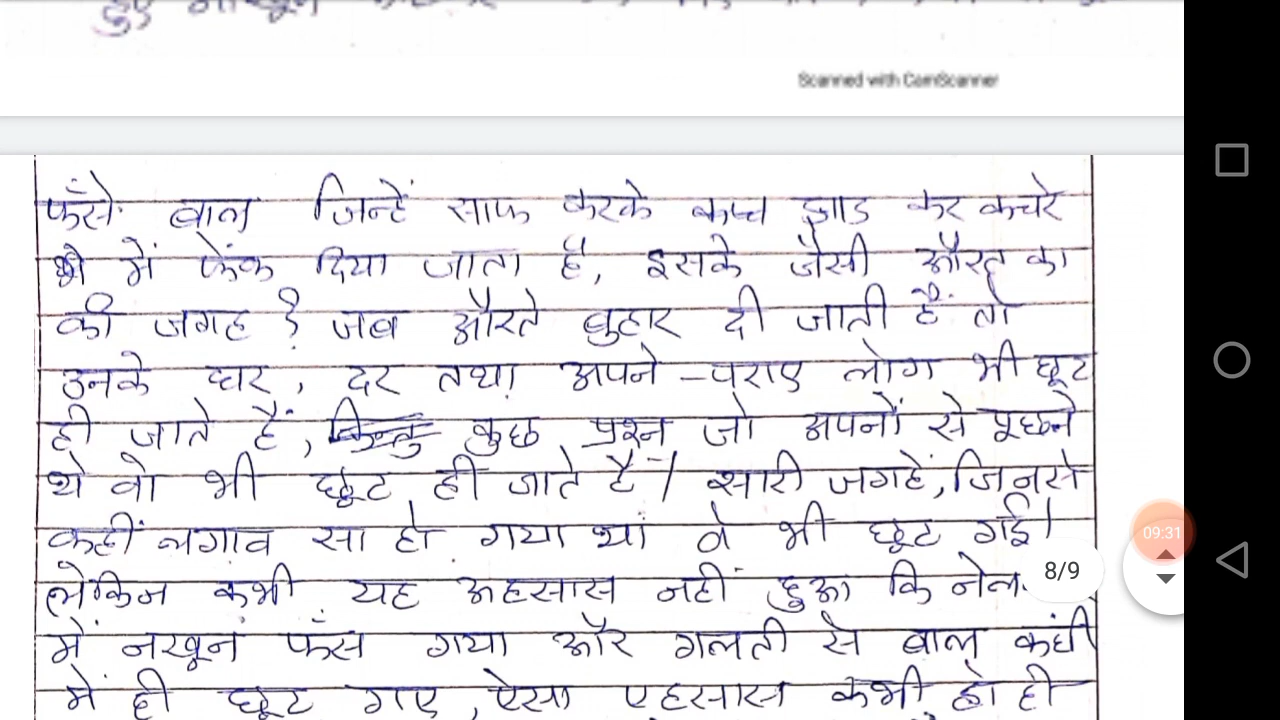 हुए नाखून
Scanned with CamScanner
फँसे बाल जिन्हें साफ करके कप्च झाड कर कचरे
में फेंक दिया जाता है, इसके जैसी औरत का
की जगह ? जब औरते बुहार दी जाती है तो
उनके घर, दर तथा अपने -पराए लोग भी छूट
ही जाते हैं, किन्तु कुछ प्रश्न जो अपनों से पूछने
थे वो भी छूट ही जाते है। सारी जगहें, जिनसे
कहीं लगाव सा हो गया था वे भी छूट गई।
लेकिन कभी यह अहसास नहीं हुआ कि नेल
में नखून फँस गया और गलती से बाल कंघी
में ही छूट गए, ऐसा एहसास कभी हो ही
8/9
09:31